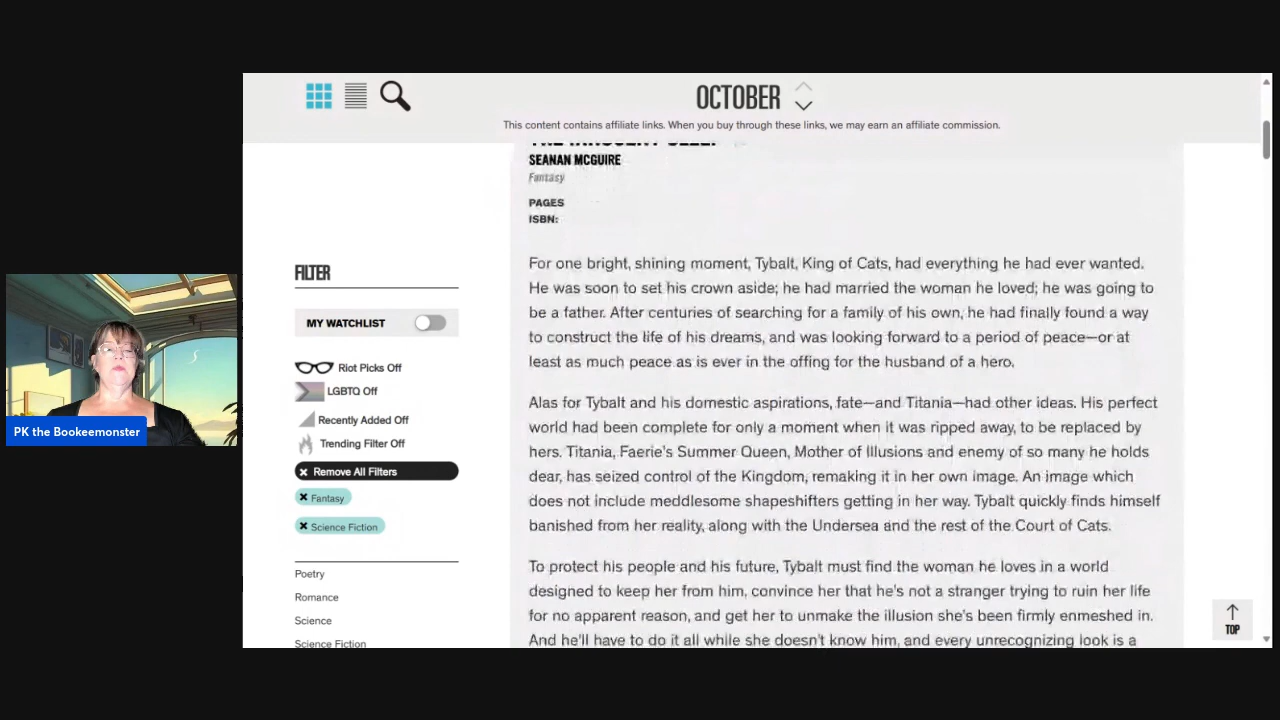 OCTOBER
This content contains affiliate links. When you buy through these links, we may earn an affiliate commission.
SEANAN MCGUIRE
Fantasy
PAGES
ISBN:
For one bright, shining moment, Tybalt, King of Cats, had everything he had ever wanted.
He was soon to set his crown aside; he had married the woman he loved; he was going to
be a father. After centuries of searching for a family of his own, he had finally found a way
to construct the life of his dreams, and was looking forward to a period of peace—or at
least as much peace as is ever in the offing for the husband of a hero.
Alas for Tybalt and his domestic aspirations, fate—and Titania—had other ideas. His perfect
world had been complete for only a moment when it was ripped away, to be replaced by
hers. Titania, Faerie's Summer Queen, Mother of Illusions and enemy of so many he holds
dear, has seized control of the Kingdom, remaking it in her own image. An image which
does not include meddlesome shapeshifters getting in her way. Tybalt quickly finds himself
banished from her reality, along with the Undersea and the rest of the Court of Cats.
To protect his people and his future, Tybalt must find the woman he loves in a world
designed to keep her from him, convince her that he's not a stranger trying to ruin her life
for no apparent reason, and get her to unmake the illusion she's been firmly enmeshed in.
And he'll have to do it all while she doesn't know him, and every unrecognizing look is a
FILTER
MY WATCHLIST
Riot Picks Off
LGBTQ Off
Recently Added Off
Trending Filter Off
× Remove All Filters
× Fantasy
× Science Fiction
Poetry
Romance
Science
Science Fiction
TOP
PK the Bookeemonster